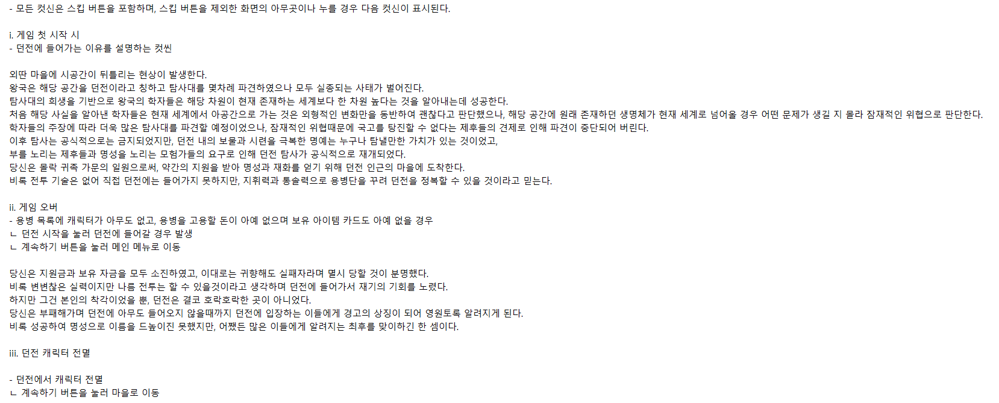 - 모든 컷신은 스킵 버튼을 포함하며, 스킵 버튼을 제외한 화면의 아무곳이나 누를 경우 다음 컷신이 표시된다.
i. 게임 첫 시작 시
- 던전에 들어가는 이유를 설명하는 컷씬
외딴 마을에 시공간이 뒤틀리는 현상이 발생한다.
왕국은 해당 공간을 던전이라고 칭하고 탐사대를 몇차례 파견하였으나 모두 실종되는 사태가 벌어진다.
탐사대의 희생을 기반으로 왕국의 학자들은 해당 차원이 현재 존재하는 세계보다 한 차원 높다는 것을 알아내는데 성공한다.
처음 해당 사실을 알아낸 학자들은 현재 세계에서 아공간으로 가는 것은 외형적인 변화만을 동반하여 괜찮다고 판단했으나, 해당 공간에 원래 존재하던 생명체가 현재 세계로 넘어올 경우 어떤 문제가 생길 지 몰라 잠재적인 위협으로 판단한다.
학자들의 주장에 따라 더욱 많은 탐사대를 파견할 예정이었으나, 잠재적인 위협때문에 국고를 탕진할 수 없다는 제후들의 견제로 인해 파견이 중단되어 버린다.
이후 탐사는 공식적으로는 금지되었지만, 던전 내의 보물과 시련을 극복한 명예는 누구나 탐낼만한 가치가 있는 것이었고,
부를 노리는 제후들과 명성을 노리는 모험가들의 요구로 인해 던전 탐사가 공식적으로 재개되었다.
당신은 몰락 귀족 가문의 일원으로써, 약간의 지원을 받아 명성과 재화를 얻기 위해 던전 인근의 마을에 도착한다.
비록 전투 기술은 없어 직접 던전에는 들어가지 못하지만, 지휘력과 통솔력으로 용병단을 꾸려 던전을 정복할 수 있을 것이라고 믿는다.
ii. 게임 오버
- 용병 목록에 캐릭터가 아무도 없고, 용병을 고용할 돈이 아예 없으며 보유 아이템 카드도 아예 없을 경우
ㄴ 던전 시작을 눌러 던전에 들어갈 경우 발생
ㄴ 계속하기 버튼을 눌러 메인 메뉴로 이동
당신은 지원금과 보유 자금을 모두 소진하였고, 이대로는 귀향해도 실패자라며 멸시 당할 것이 분명했다.
비록 변변찮은 실력이지만 나름 전투는 할 수 있을것이라고 생각하며 던전에 들어가서 재기의 기회를 노렸다.
하지만 그건 본인의 착각이었을 뿐, 던전은 결코 호락호락한 곳이 아니었다.
당신은 부패해가며 던전에 아무도 들어오지 않을때까지 던전에 입장하는 이들에게 경고의 상징이 되어 영원토록 알려지게 된다.
비록 성공하여 명성으로 이름을 드높이진 못했지만, 어쨌든 많은 이들에게 알려지는 최후를 맞이하긴 한 셈이다.
iii. 던전 캐릭터 전멸
- 던전에서 캐릭터 전멸
ㄴ 계속하기 버튼을 눌러 마을로 이동